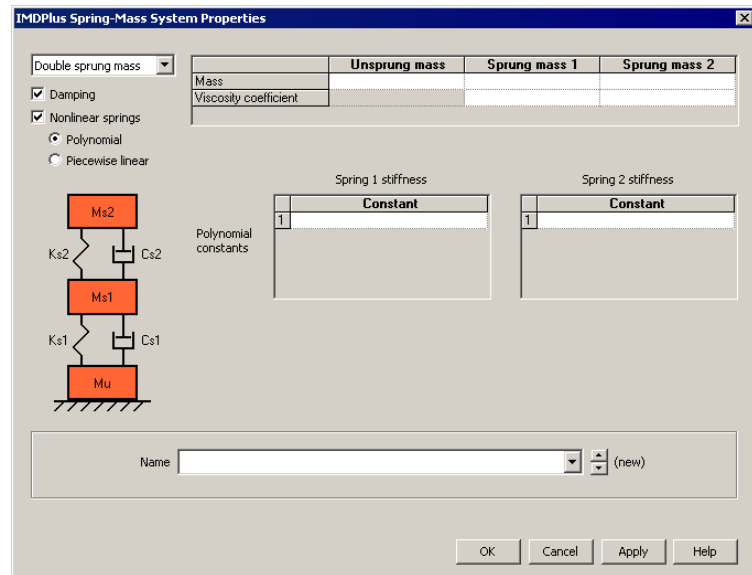 IMDPlus Spring-Mass System Properties
Double sprung mass
Damping
Nonlinear springs
Polynomial
Piecewise linear
Unsprung mass Sprung mass 1 Sprung mass 2
Mass
Viscosity coefficient
Ms2
Ks2 Cs2
Ms1
Ks1 Cs1
Mu
Polynomial
constants
Spring 1 stiffness
Constant
1
Spring 2 stiffness
Constant
1
Name (new)
OK Cancel Apply Help